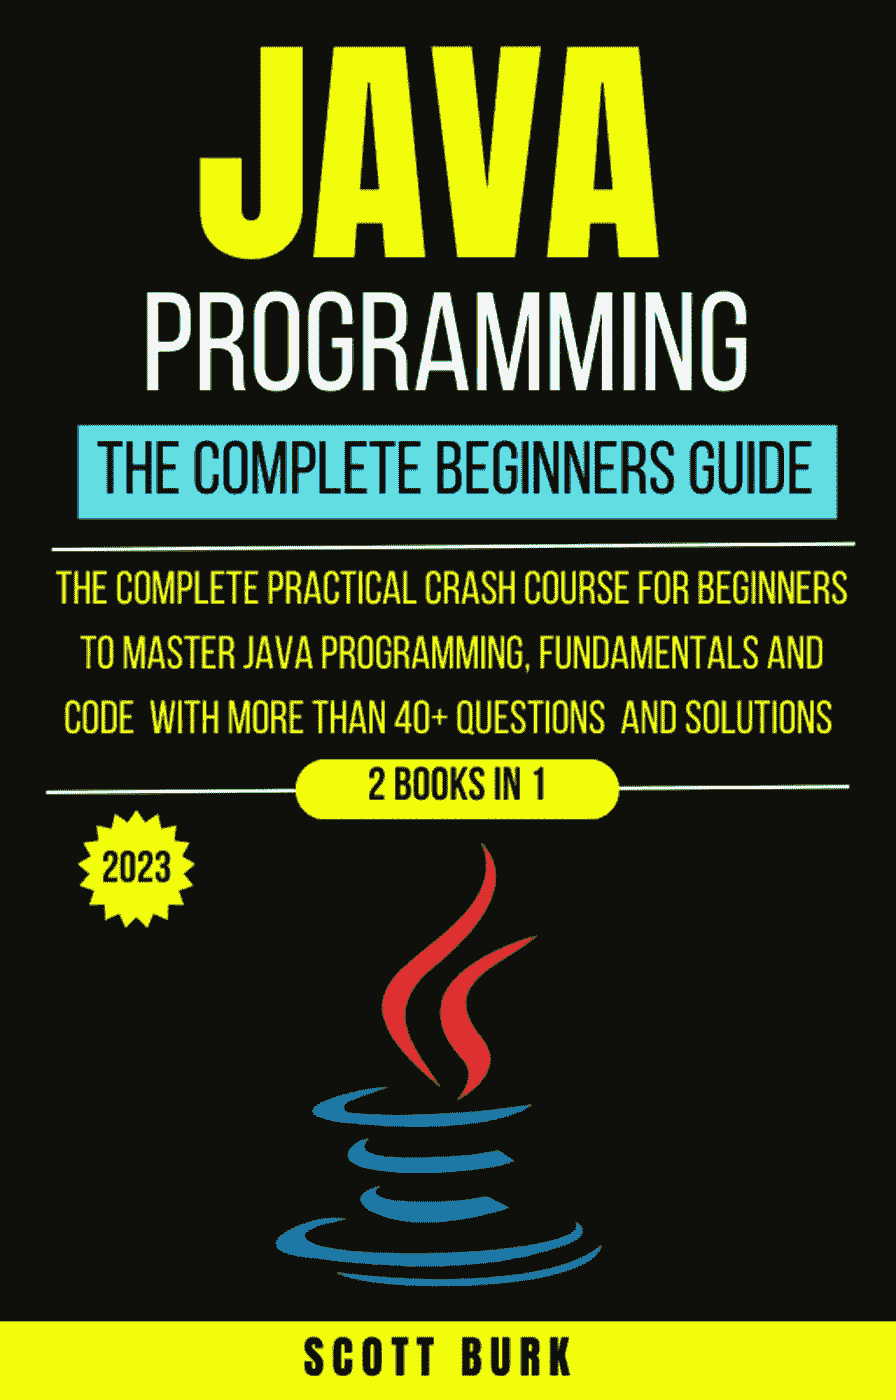 JAVA
PROGRAMMING
THE COMPLETE BEGINNERS GUIDE
THE COMPLETE PRACTICAL CRASH COURSE FOR BEGINNERS
TO MASTER JAVA PROGRAMMING, FUNDAMENTALS AND
CODE WITH MORE THAN 40+ QUESTIONS AND SOLUTIONS
2 BOOKS IN 1
2023
SCOTT BURK